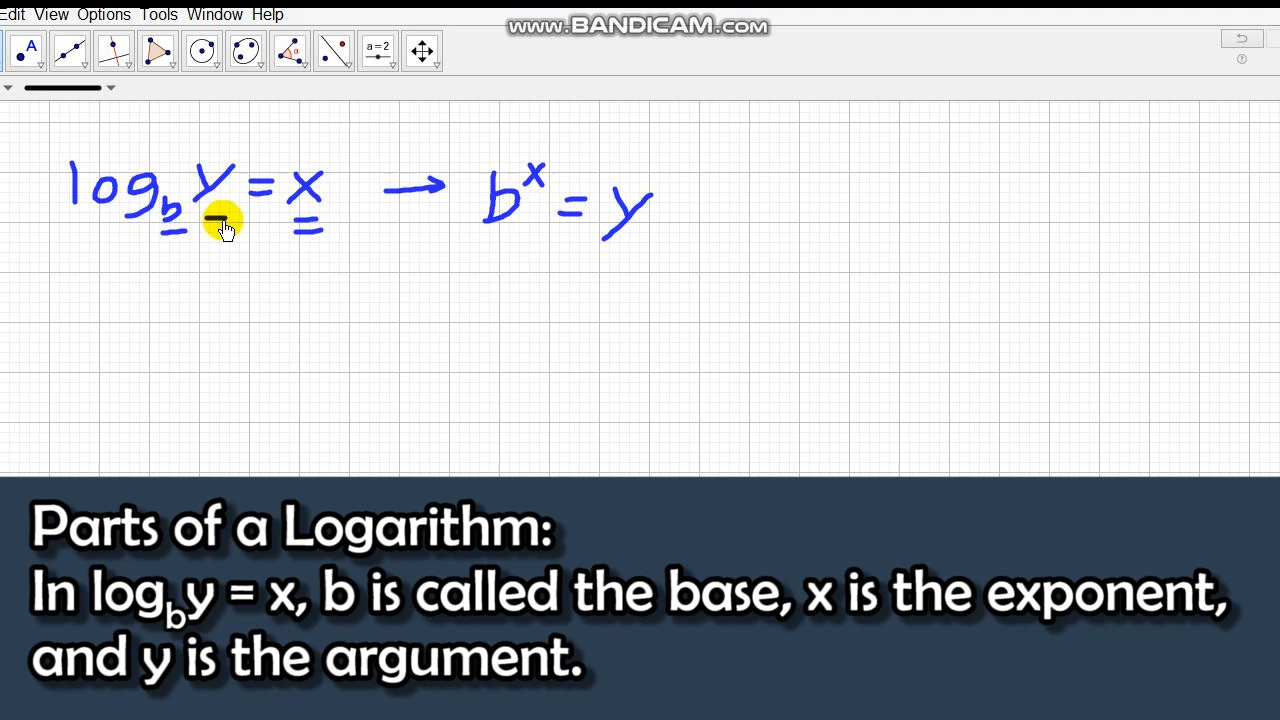 Edit View Options Tools Window Help
www.BANDICAM.com
A
a = 2
α
log_b y = x → b^x = y
Parts of a Logarithm:
In log_b y = x, b is called the base, x is the exponent,
and y is the argument.